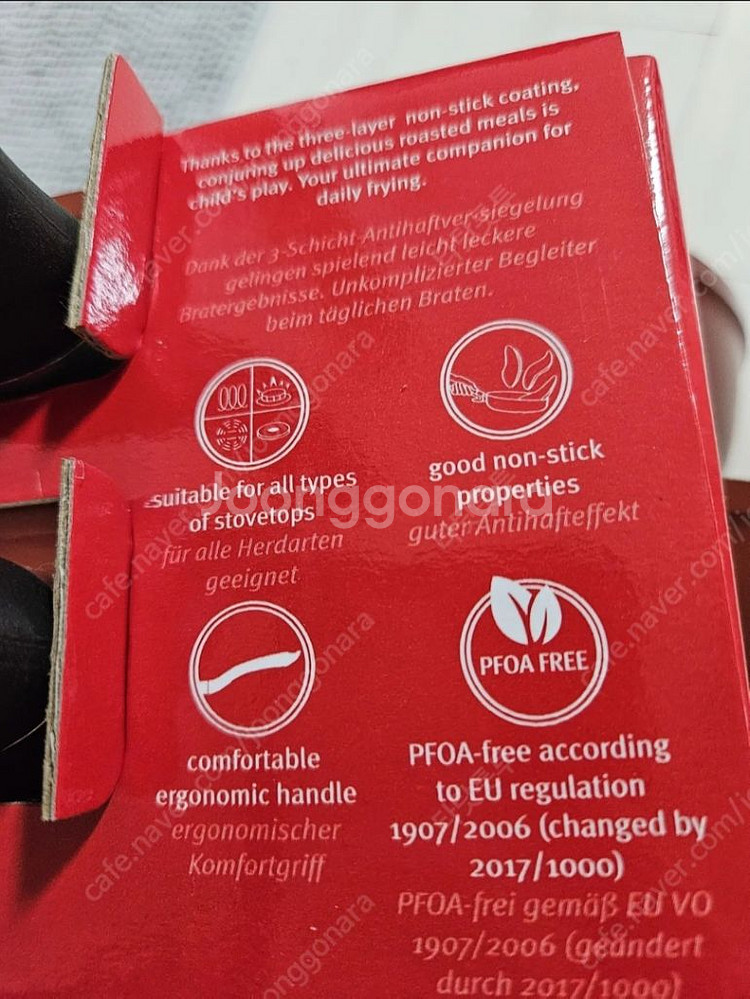 Thanks to the three-layer non-stick coating,
conjuring up delicious roasted meals is
child's play. Your ultimate companion for
daily frying.
Dank der 3-Schicht-Antihaftver-siegelung
gelingen spielend leicht leckere
Bratergebnisse. Unkomplizierter Begleiter
beim täglichen Braten.
suitable for all types
of stovetops
für alle Herdarten
geeignet
good non-stick
properties
guter Antihafteffekt
Joonggonara
comfortable
ergonomic handle
ergonomischer
Komfortgriff
PFOA FREE
PFOA-free according
to EU regulation
1907/2006 (changed by
2017/1000)
PFOA-frei gemäß EU VO
1907/2006 (geändert
durch 2017/1000)